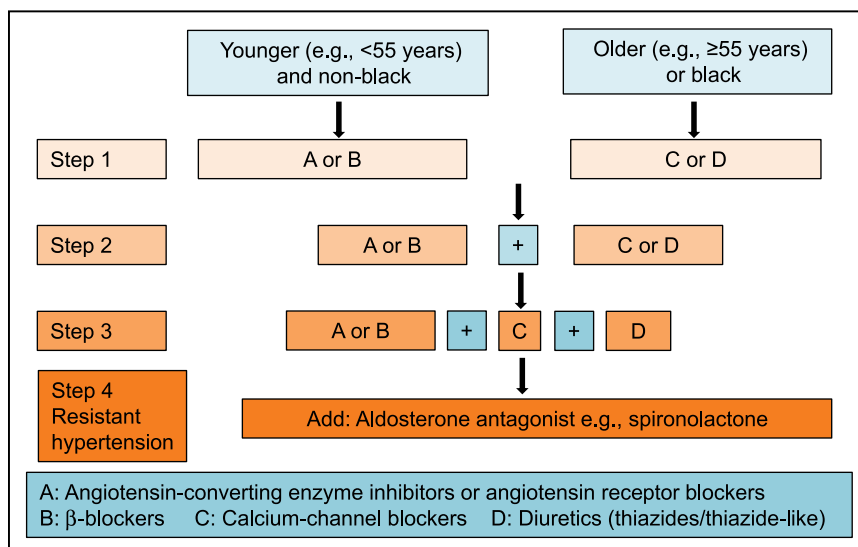 Younger (e.g., <55 years)
and non-black
Older (e.g., ≥55 years)
or black
Step 1
A or B
C or D
Step 2
A or B
+
C or D
Step 3
A or B
+
C
+
D
Step 4
Resistant
hypertension
Add: Aldosterone antagonist e.g., spironolactone
A: Angiotensin-converting enzyme inhibitors or angiotensin receptor blockers
B: β-blockers C: Calcium-channel blockers D: Diuretics (thiazides/thiazide-like)